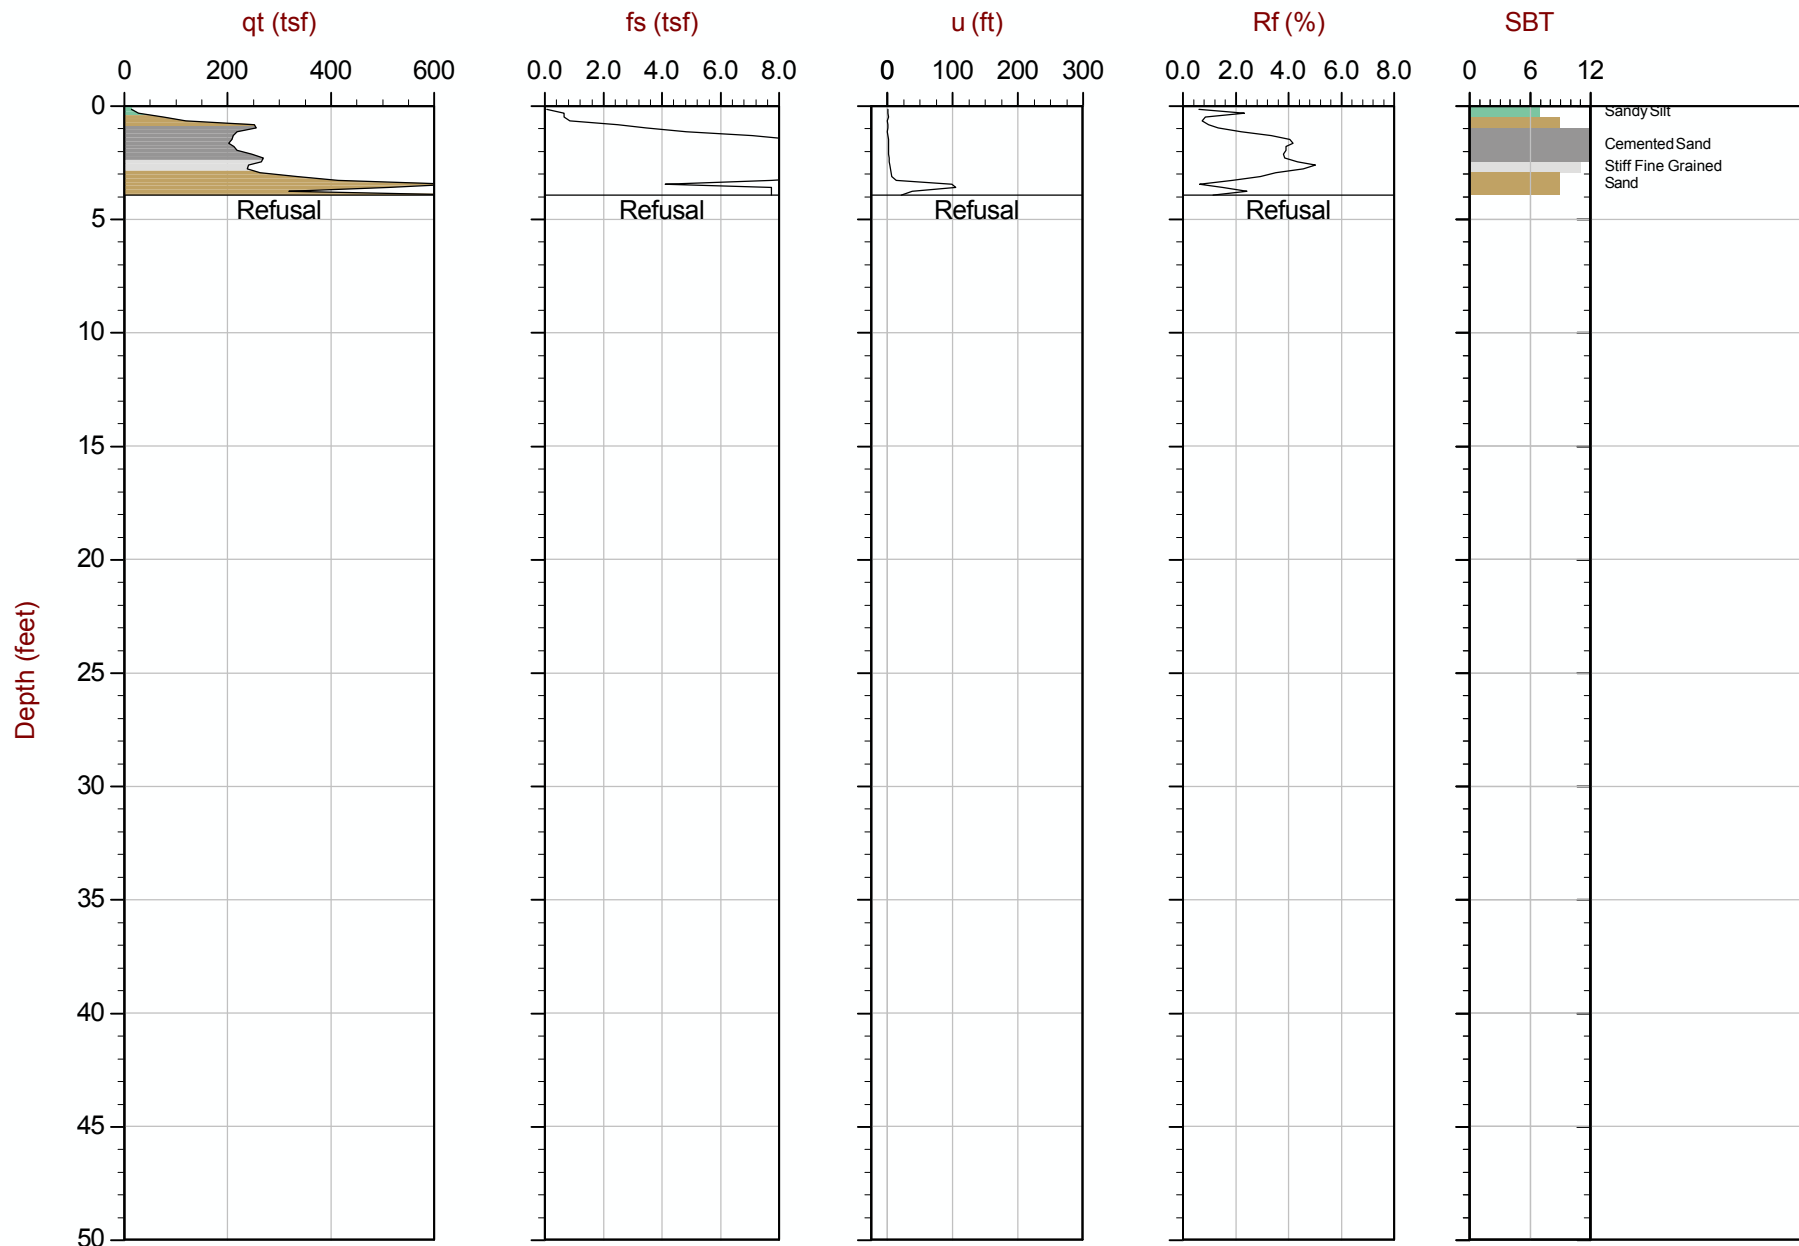 qt (tsf) fs (tsf) u (ft) Rf (%) SBT
0 200 400 600 0.0 2.0 4.0 6.0 8.0 0 100 200 300 0.0 2.0 4.0 6.0 8.0 0 6 12
0
Sandy Silt
Cemented Sand
Stiff Fine Grained
Sand
Refusal Refusal Refusal Refusal
5
10
15
20
25
30
35
40
45
50
Depth (feet)